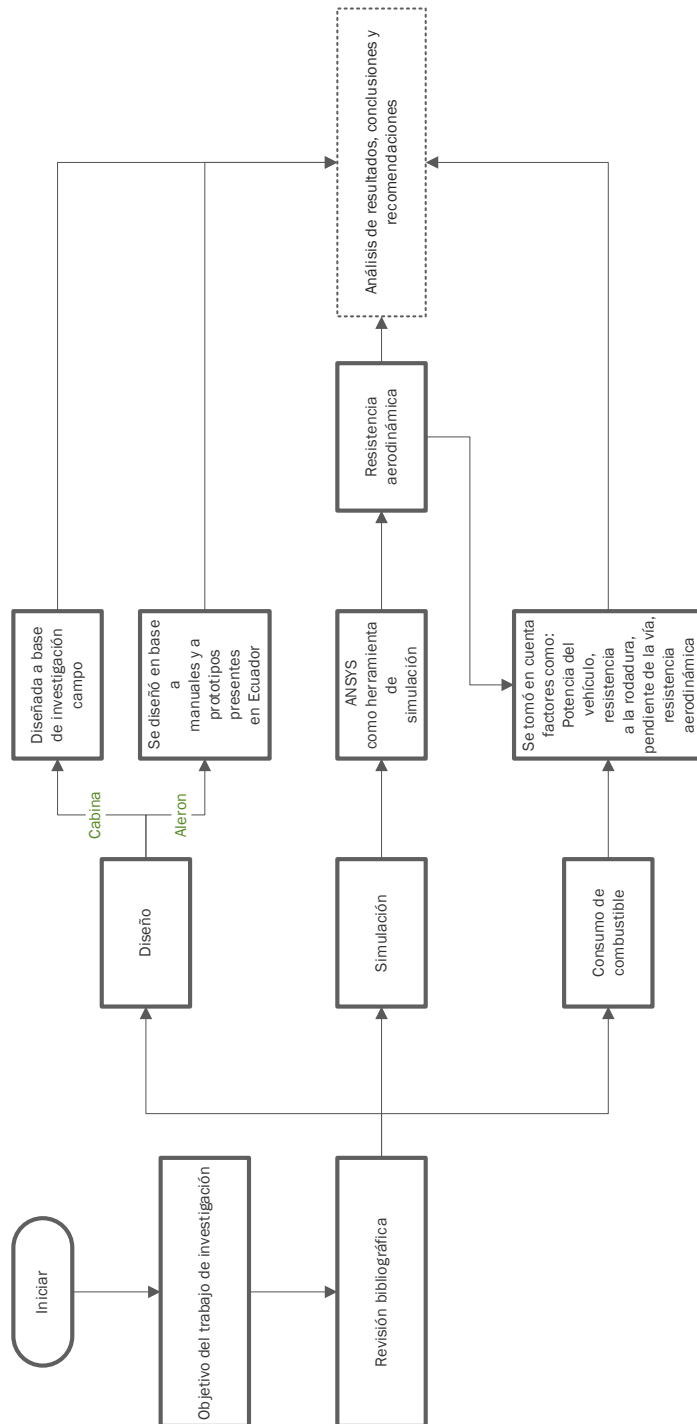 Iniciar
Objetivo del trabajo de investigación
Revisión bibliográfica
Diseño
Cabina
Aleron
Diseñada a base
de investigación
campo
Se diseñó en base
a
manuales y a
prototipos
presentes
en Ecuador
Simulación
ANSYS
como herramienta
de
simulación
Resistencia
aerodinámica
Consumo de
combustible
Se tomó en cuenta
factores como:
Potencia del
vehículo,
resistencia
a la rodadura,
pendiente de la vía,
resistencia
aerodinámica
Análisis de resultados, conclusiones y
recomendaciones